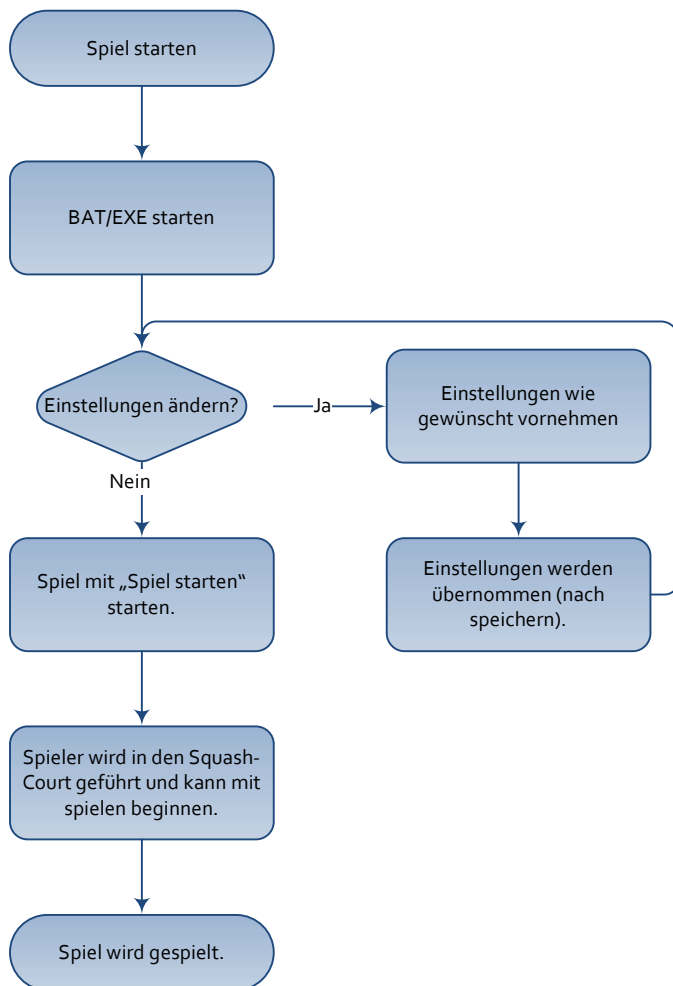 Spiel starten
BAT/EXE starten
Einstellungen ändern?
Ja
Einstellungen wie
gewünscht vornehmen
Nein
Einstellungen werden
übernommen (nach
speichern).
Spiel mit „Spiel starten“
starten.
Spieler wird in den Squash-
Court geführt und kann mit
spielen beginnen.
Spiel wird gespielt.